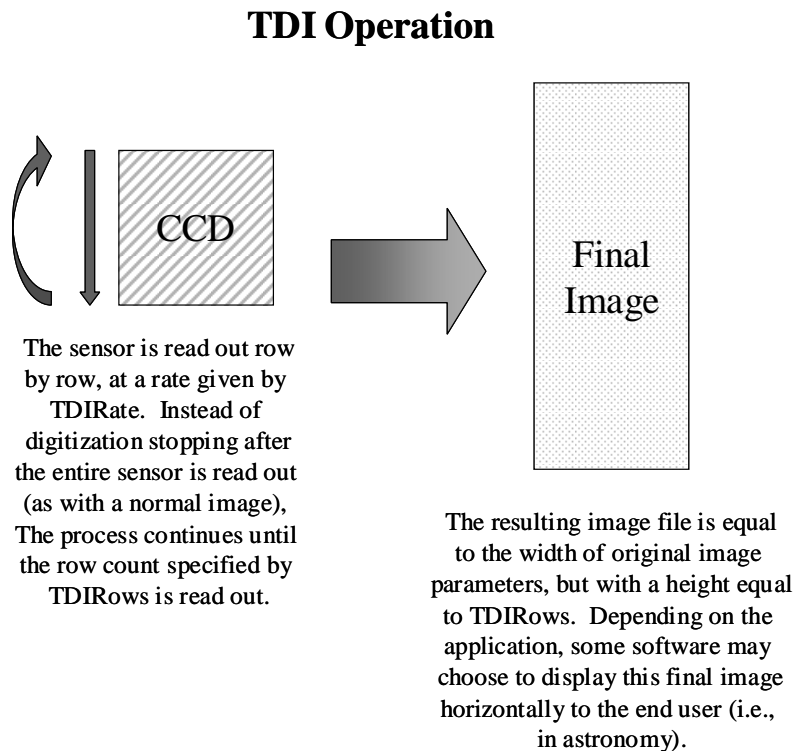 TDI Operation
CCD
The sensor is read out row
by row, at a rate given by
TDIRate. Instead of
digitization stopping after
the entire sensor is read out
(as with a normal image),
The process continues until
the row count specified by
TDIRows is read out.
Final
Image
The resulting image file is equal
to the width of original image
parameters, but with a height equal
to TDIRows. Depending on the
application, some software may
choose to display this final image
horizontally to the end user (i.e.,
in astronomy).